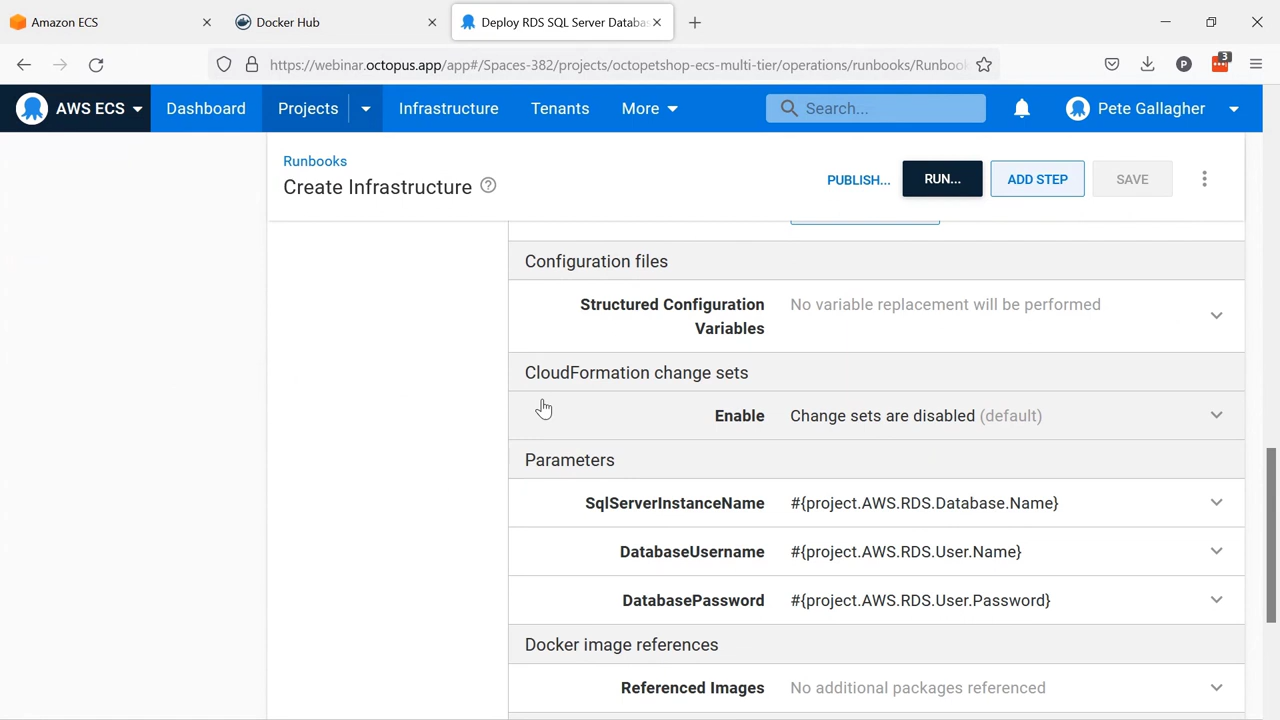 Amazon ECS
Docker Hub
Deploy RDS SQL Server Databa
https://webinar.octopus.app/app#/Spaces-382/projects/octopetshop-ecs-multi-tier/operations/runbooks/Runbook
P
3
AWS ECS
Dashboard
Projects
Infrastructure
Tenants
More
Search...
Pete Gallagher
Runbooks
Create Infrastructure
?
PUBLISH...
RUN...
ADD STEP
SAVE
Configuration files
Structured Configuration
Variables
No variable replacement will be performed
CloudFormation change sets
Enable
Change sets are disabled (default)
Parameters
SqlServerInstanceName
#{project.AWS.RDS.Database.Name}
DatabaseUsername
#{project.AWS.RDS.User.Name}
DatabasePassword
#{project.AWS.RDS.User.Password}
Docker image references
Referenced Images
No additional packages referenced